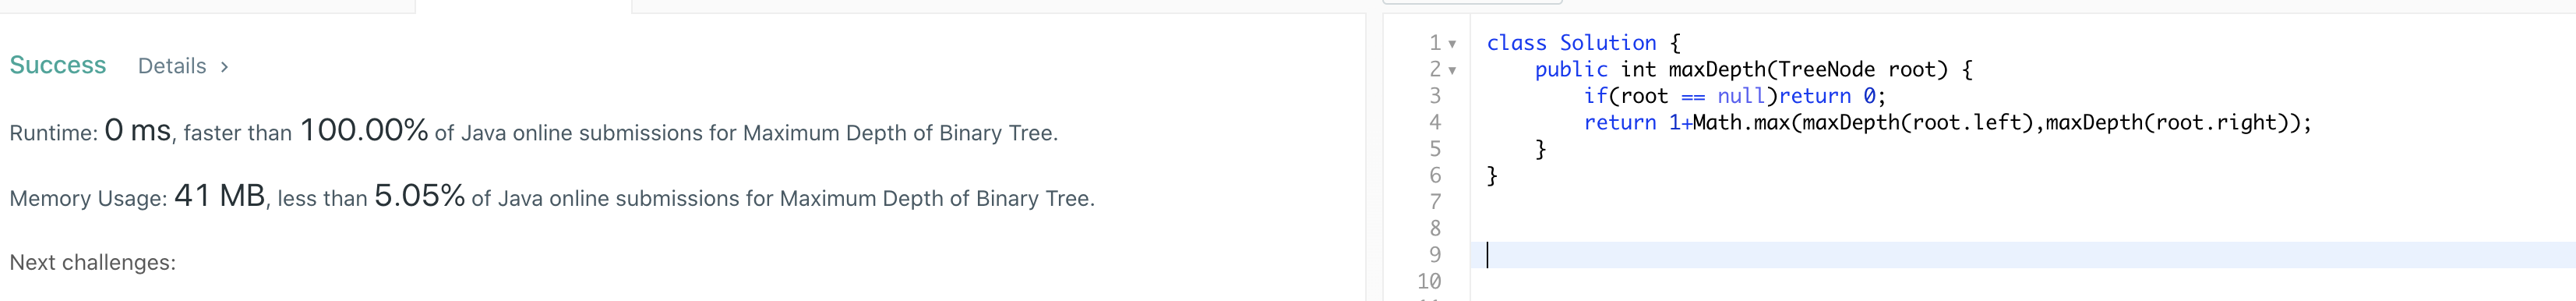 Success Details >
Runtime: 0 ms, faster than 100.00% of Java online submissions for Maximum Depth of Binary Tree.
Memory Usage: 41 MB, less than 5.05% of Java online submissions for Maximum Depth of Binary Tree.
Next challenges:
1 class Solution {
2     public int maxDepth(TreeNode root) {
3         if(root == null)return 0;
4         return 1+Math.max(maxDepth(root.left),maxDepth(root.right));
5     }
6 }
7
8
9
10